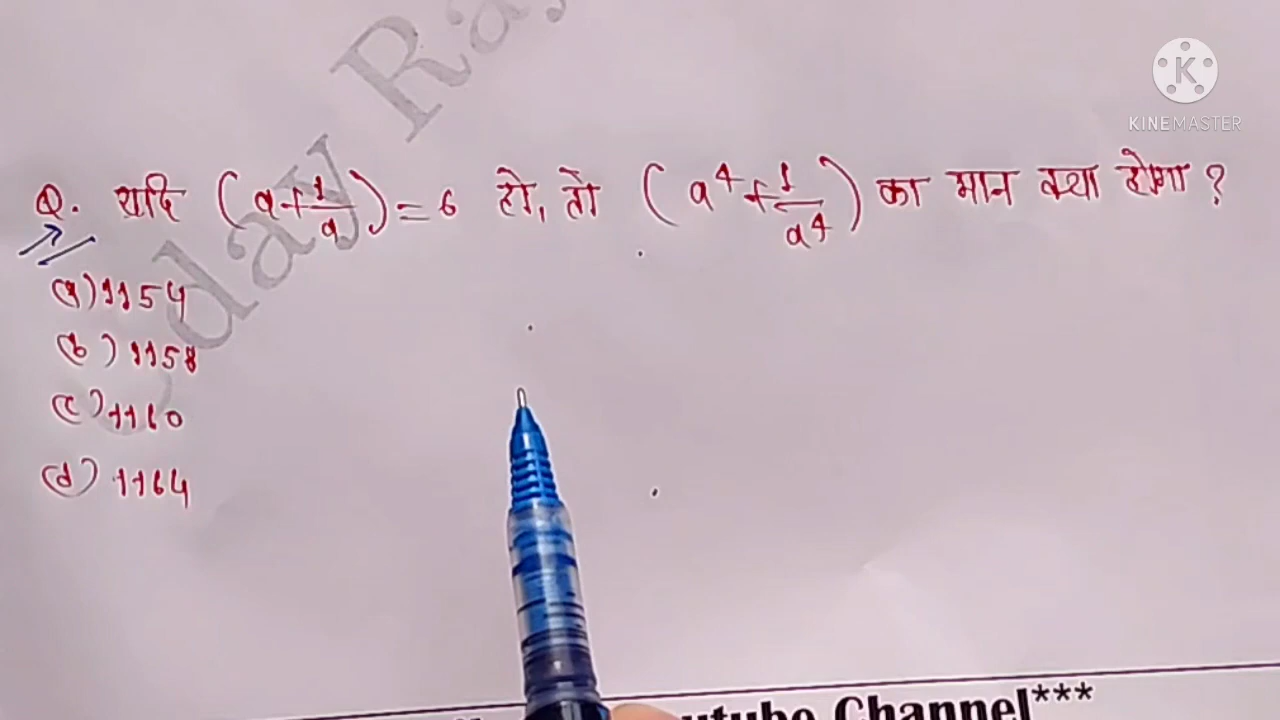 KINEMASTER
Q. यदि (a+1/a)=6 हो, तो (a⁴+1/a⁴) का मान क्या होगा ?
(a) 1154
(b) 1158
(c) 1160
(d) 1164
Channel***